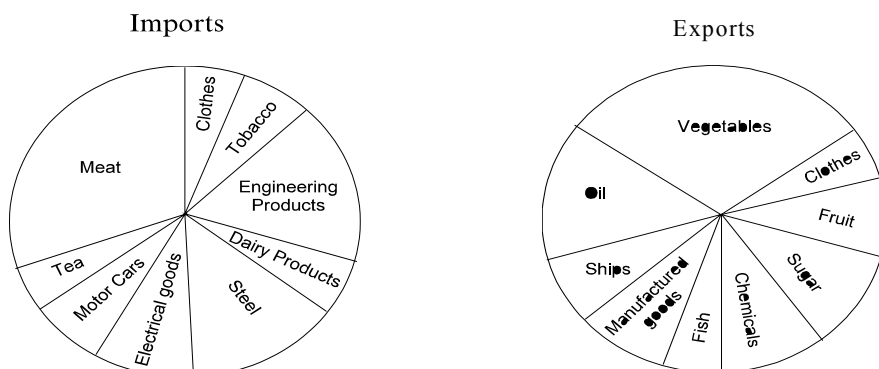 Imports
Clothes
Tobacco
Engineering
Products
Dairy Products
Steel
Electrical goods
Motor Cars
Tea
Meat
Exports
Vegetables
Clothes
Fruit
Sugar
Chemicals
Fish
Manufactured
goods
Ships
Oil